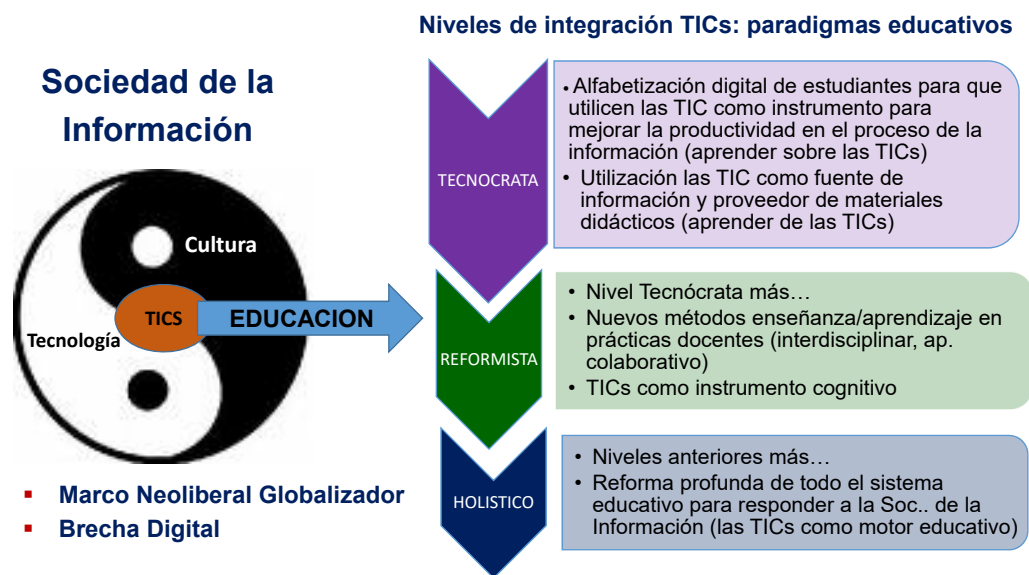 Niveles de integración TICs: paradigmas educativos
Sociedad de la
Información
Cultura
Tecnología
TICS
EDUCACION
▪ Marco Neoliberal Globalizador
▪ Brecha Digital
TECNOCRATA
• Alfabetización digital de estudiantes para que
utilicen las TIC como instrumento para
mejorar la productividad en el proceso de la
información (aprender sobre las TICs)
• Utilización las TIC como fuente de
información y proveedor de materiales
didácticos (aprender de las TICs)
REFORMISTA
• Nivel Tecnócrata más…
• Nuevos métodos enseñanza/aprendizaje en
prácticas docentes (interdisciplinar, ap.
colaborativo)
• TICs como instrumento cognitivo
HOLISTICO
• Niveles anteriores más…
• Reforma profunda de todo el sistema
educativo para responder a la Soc.. de la
Información (las TICs como motor educativo)